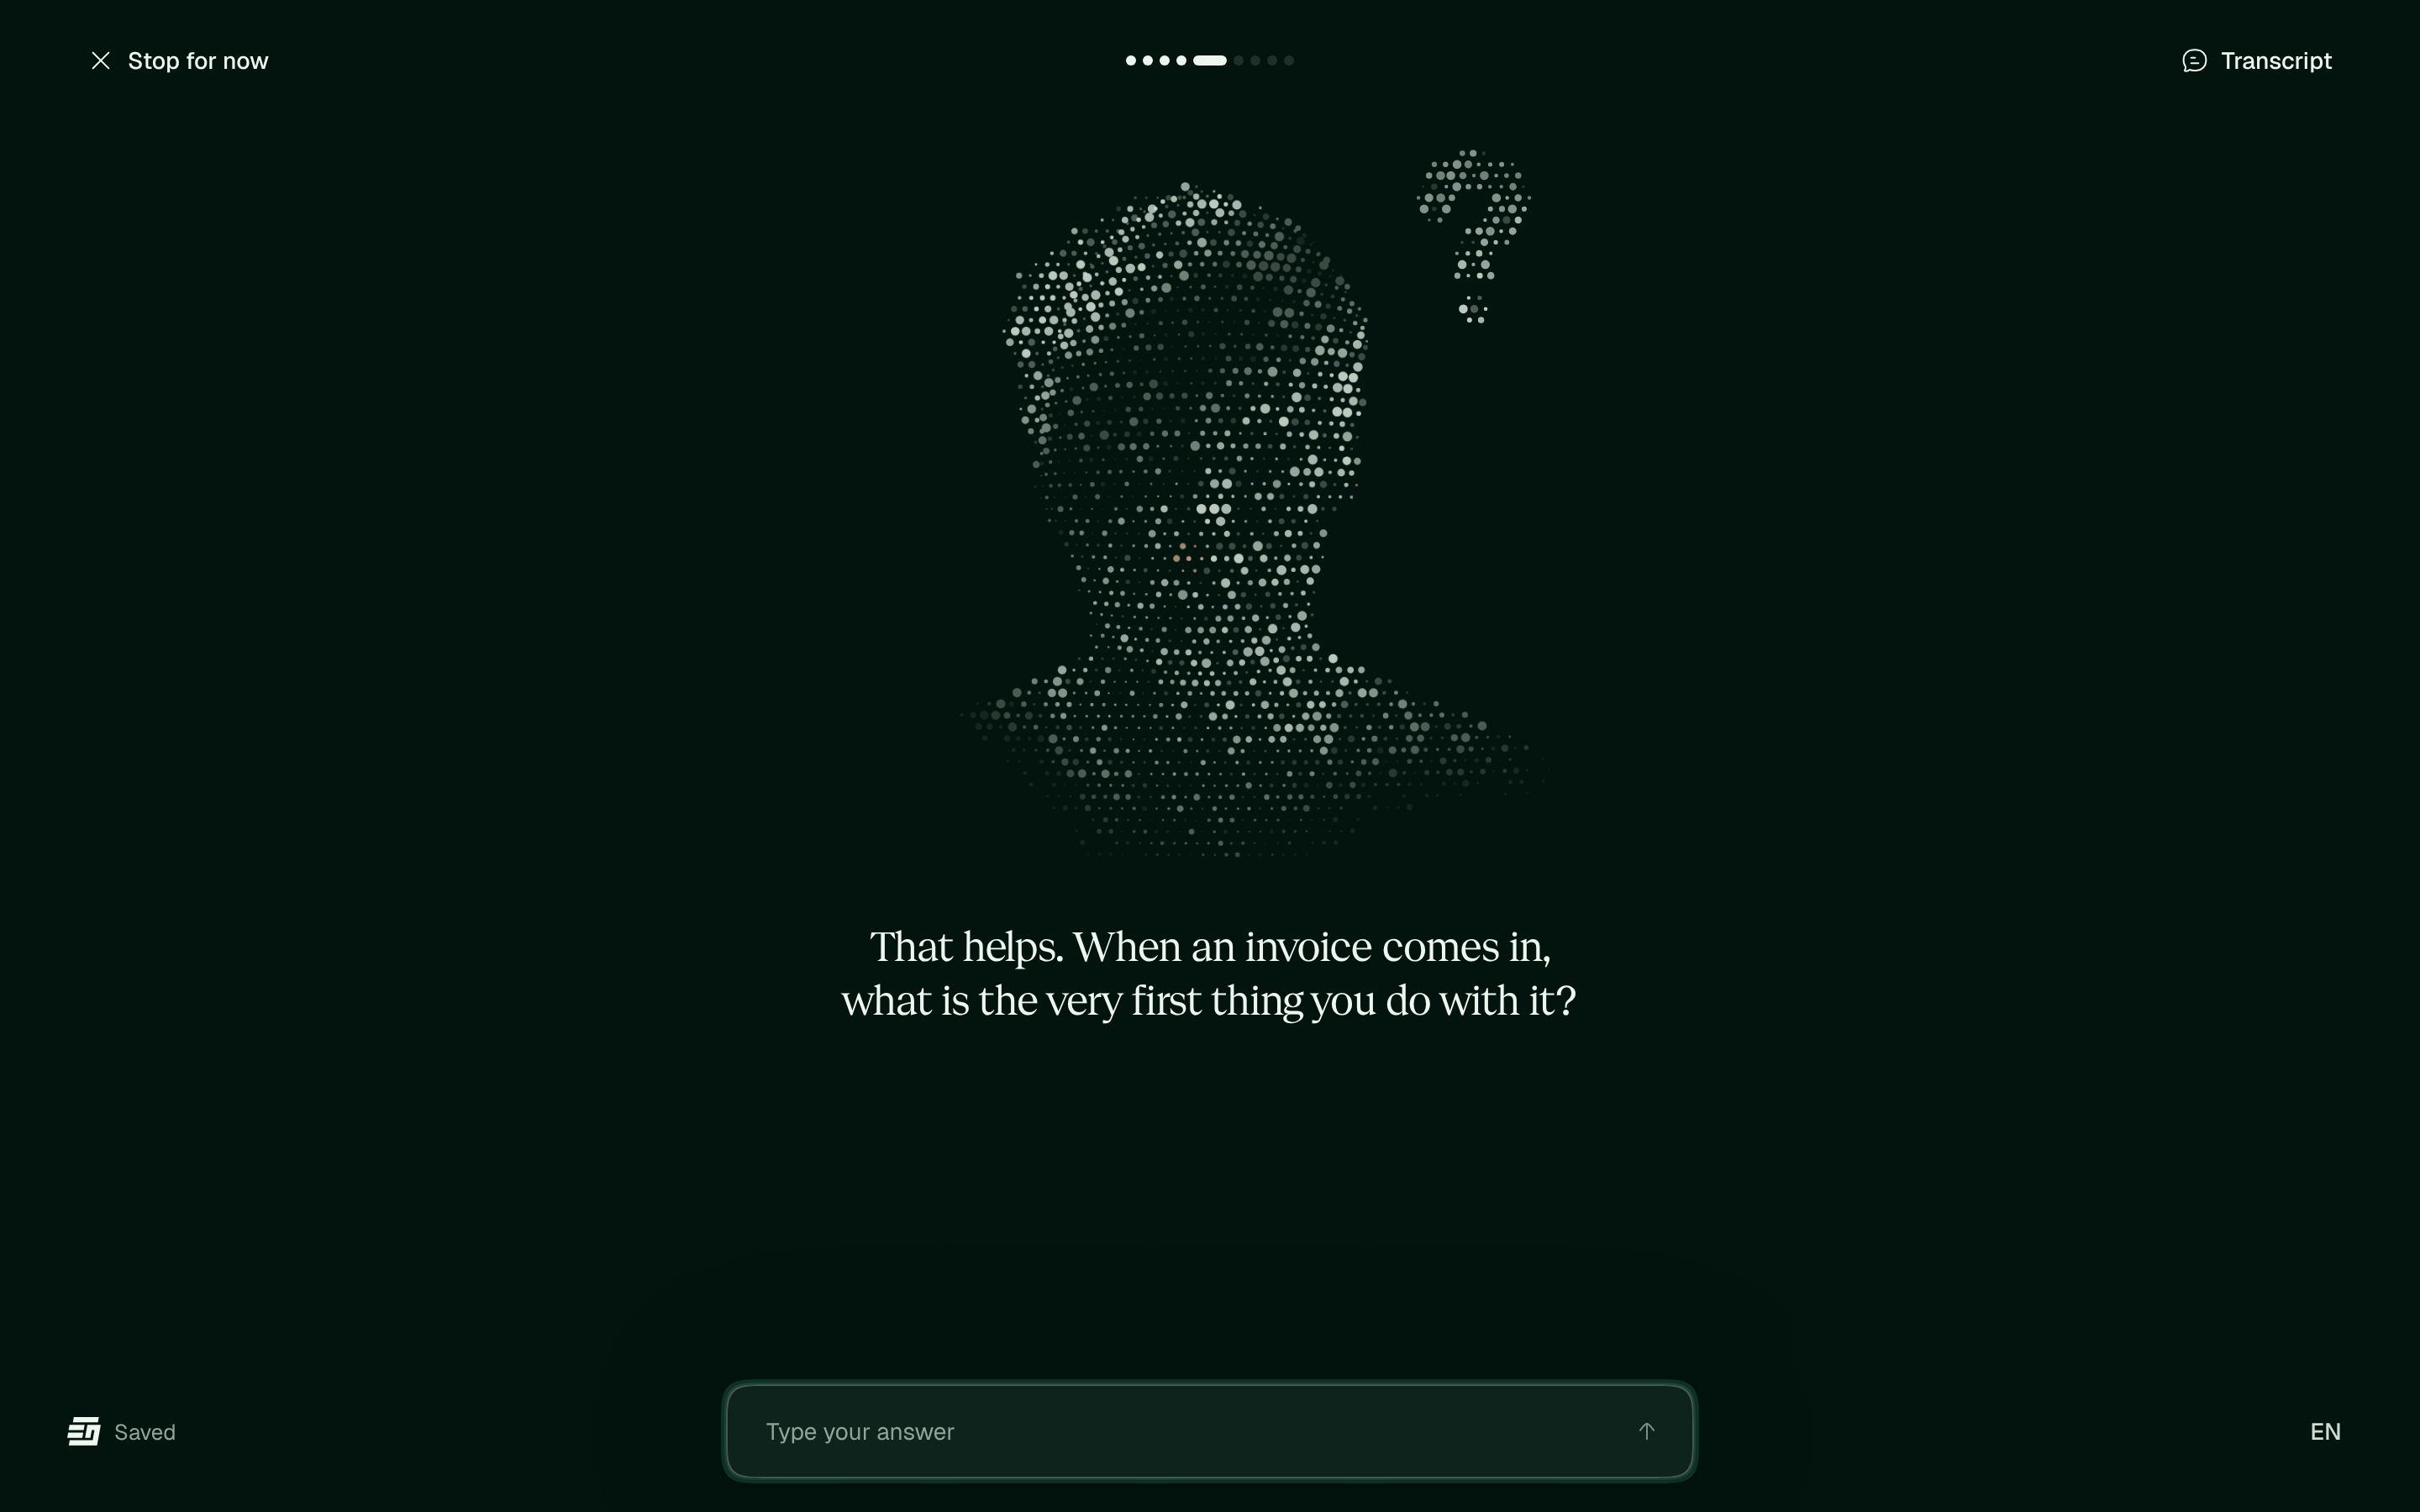 Stop for now
Transcript
?
That helps. When an invoice comes in,
what is the very first thing you do with it?
Saved
Type your answer
EN